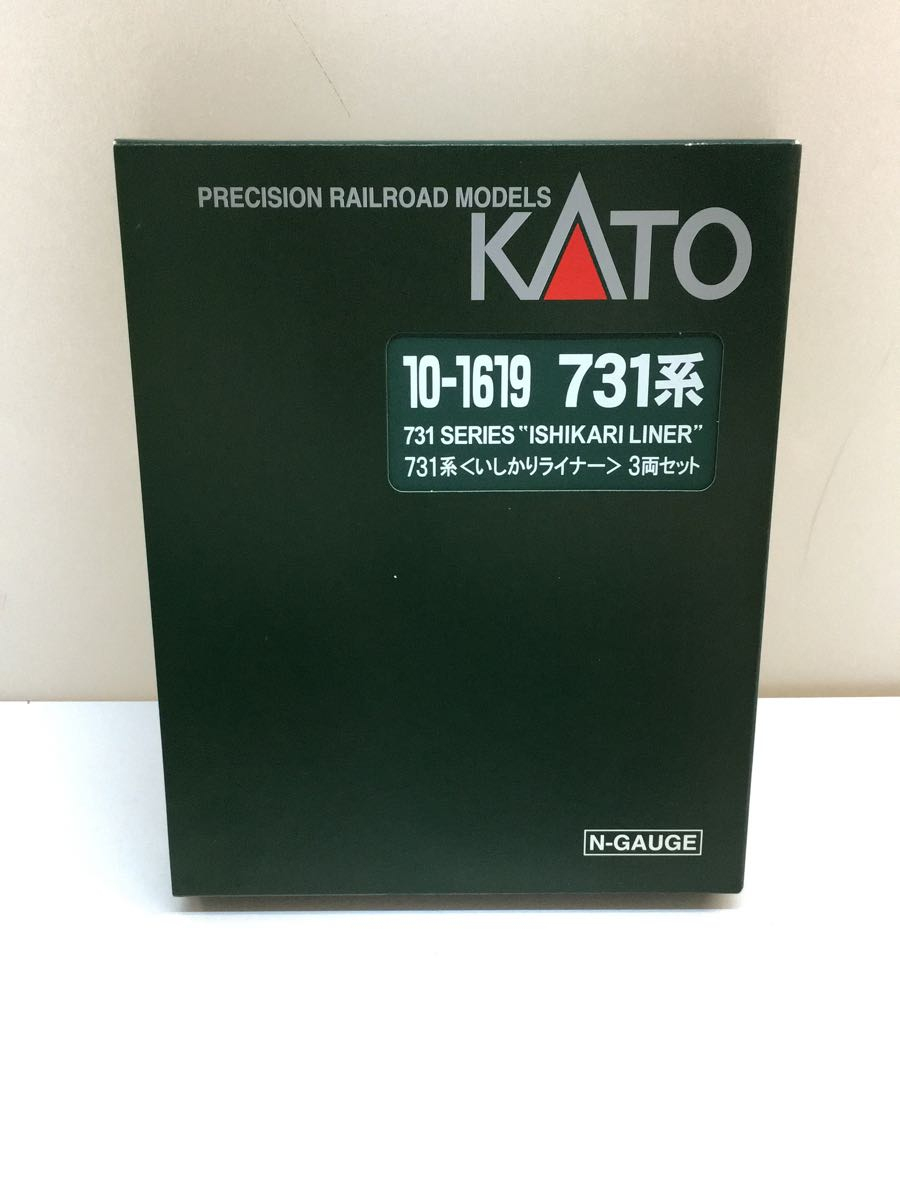 PRECISION RAILROAD MODELS
KATO
10-1619 731系
731 SERIES "ISHIKARI LINER"
731系<いしかりライナー> 3両セット
N-GAUGE